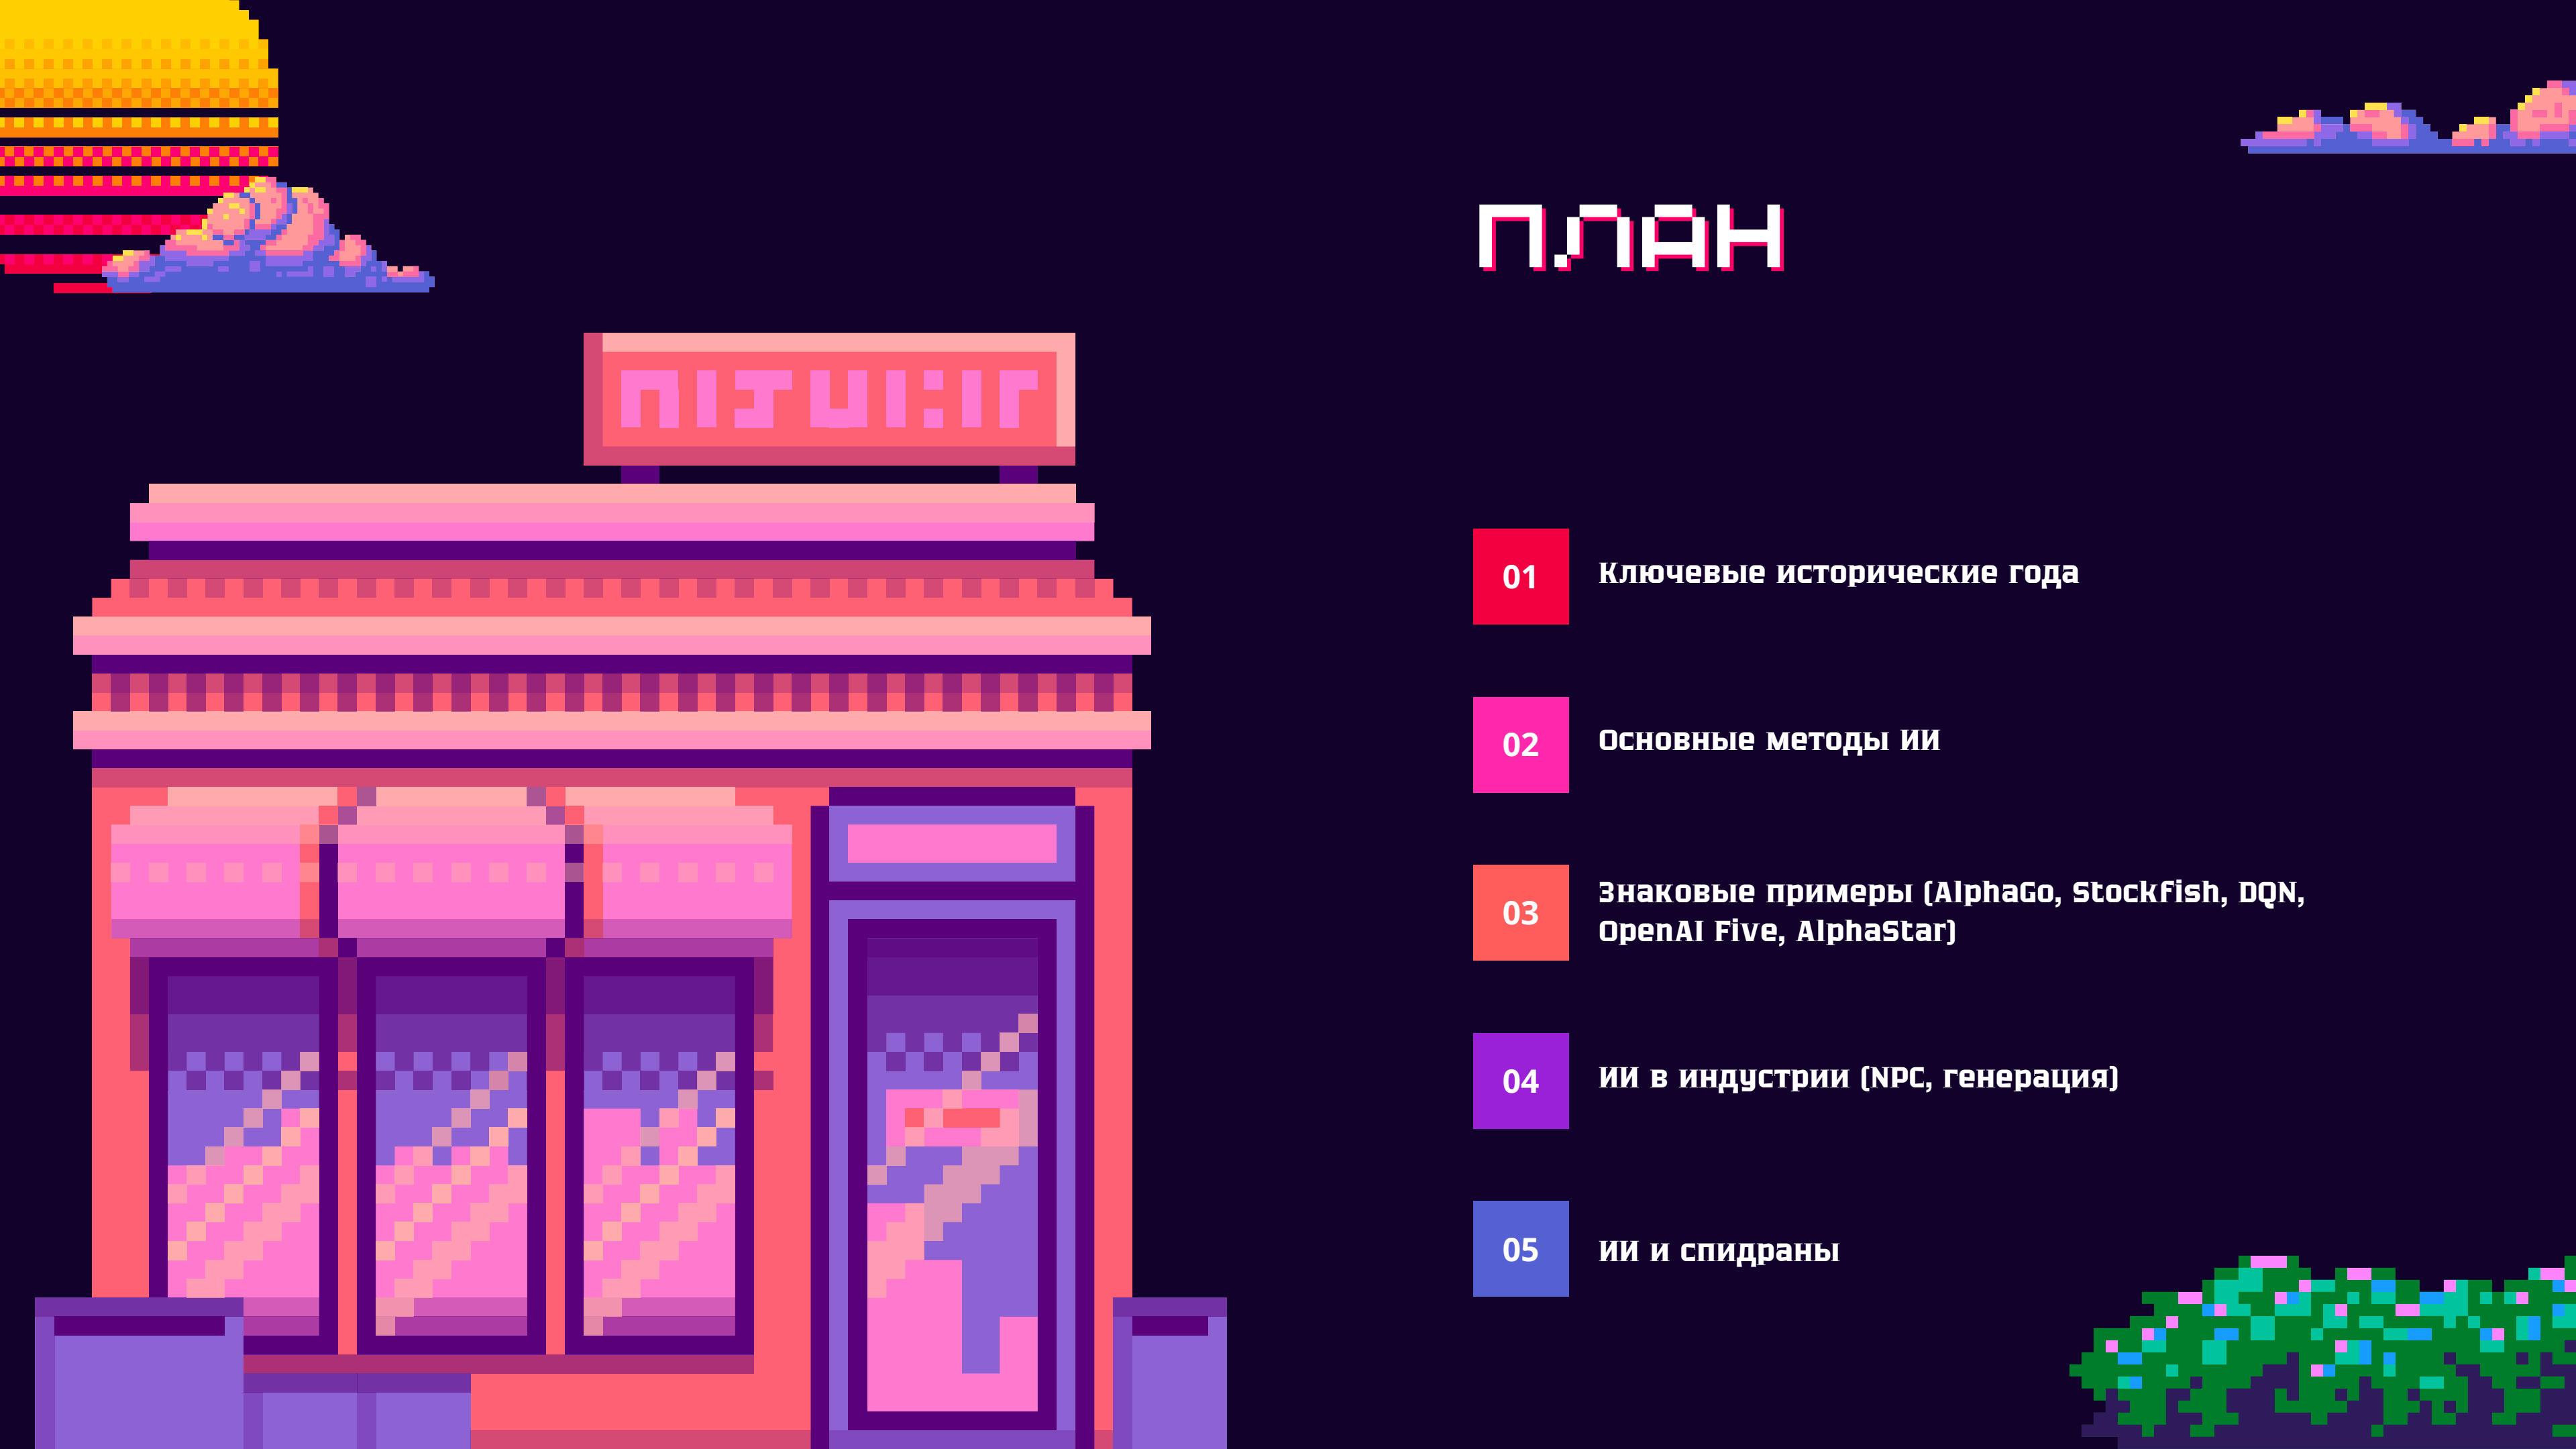 ПЛАН
01
Ключевые исторические года
02
Основные методы ИИ
03
Знаковые примеры (AlphaGo, Stockfish, DQN,
OpenAI Five, AlphaStar)
04
ИИ в индустрии (NPC, генерация)
05
ИИ и спидраны